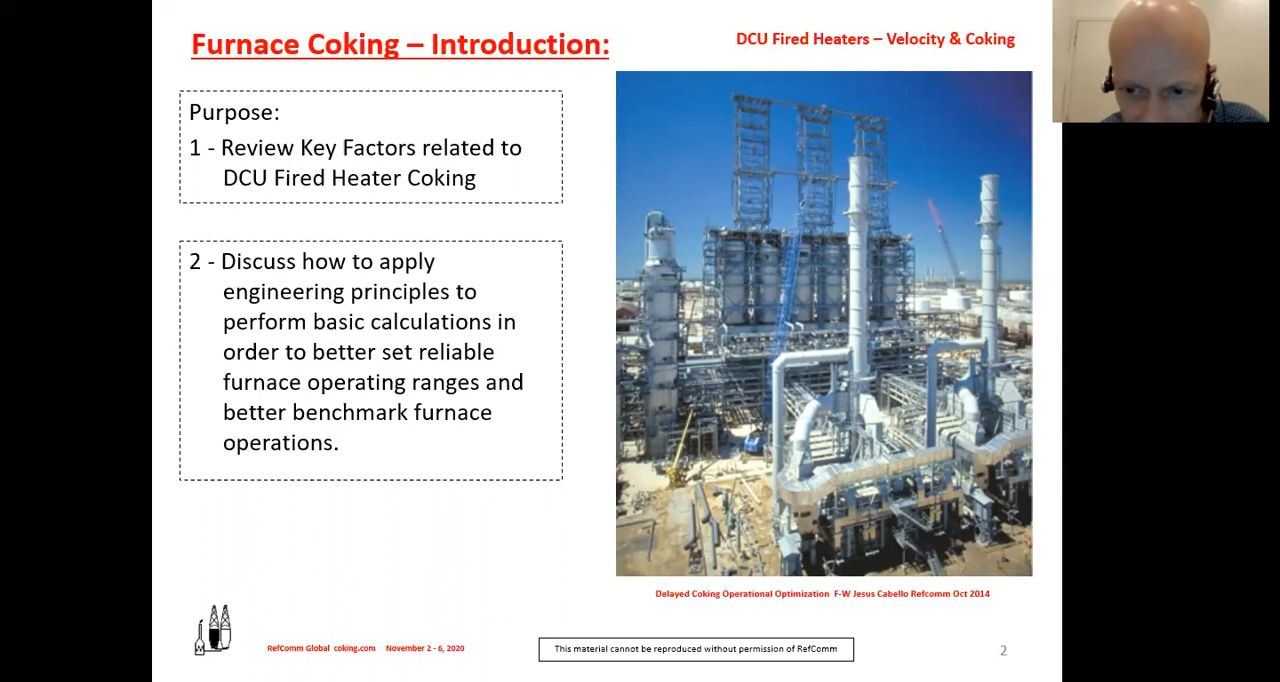 Furnace Coking – Introduction:
DCU Fired Heaters – Velocity & Coking
Purpose:
1 - Review Key Factors related to
DCU Fired Heater Coking
2 - Discuss how to apply
engineering principles to
perform basic calculations in
order to better set reliable
furnace operating ranges and
better benchmark furnace
operations.
Delayed Coking Operational Optimization F-W Jesus Cabello Refcomm Oct 2014
RefComm Global coking.com November 2 - 6, 2020
This material cannot be reproduced without permission of RefComm
2